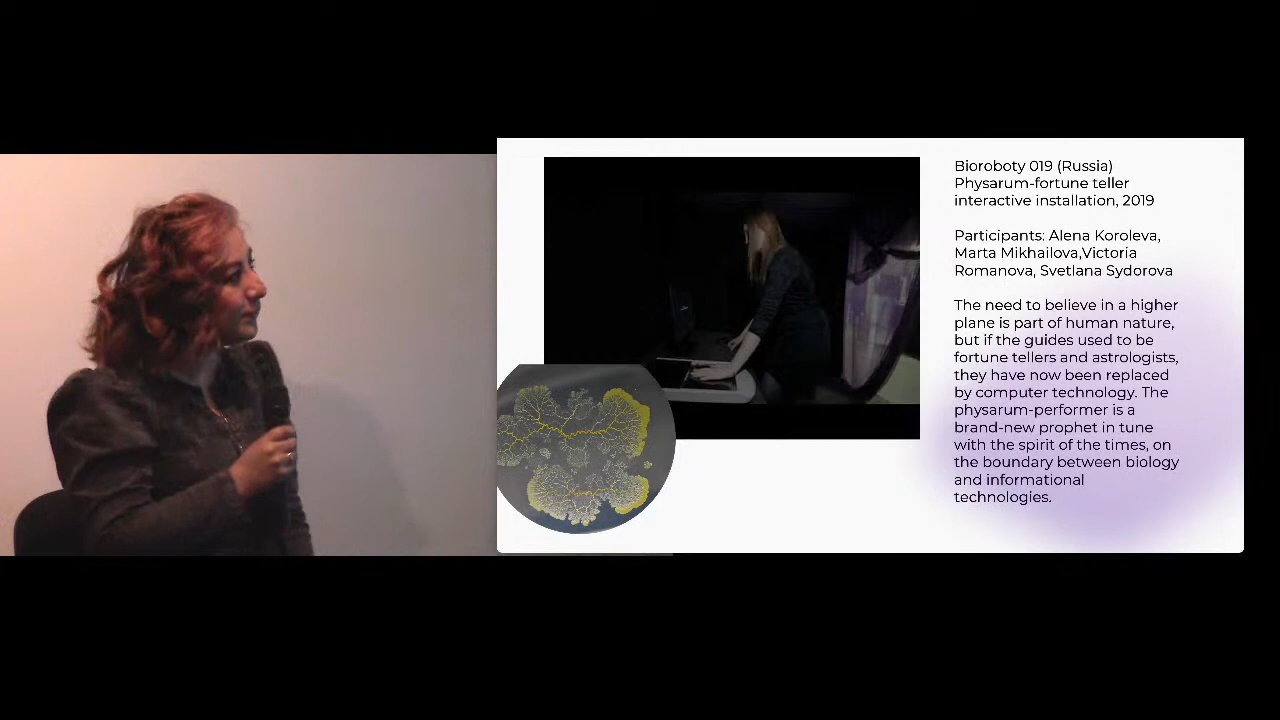 Bioroboty 019 (Russia)
Physarum-fortune teller
interactive installation, 2019
Participants: Alena Koroleva,
Marta Mikhailova,Victoria
Romanova, Svetlana Sydorova
The need to believe in a higher
plane is part of human nature,
but if the guides used to be
fortune tellers and astrologists,
they have now been replaced
by computer technology. The
physarum-performer is a
brand-new prophet in tune
with the spirit of the times, on
the boundary between biology
and informational
technologies.